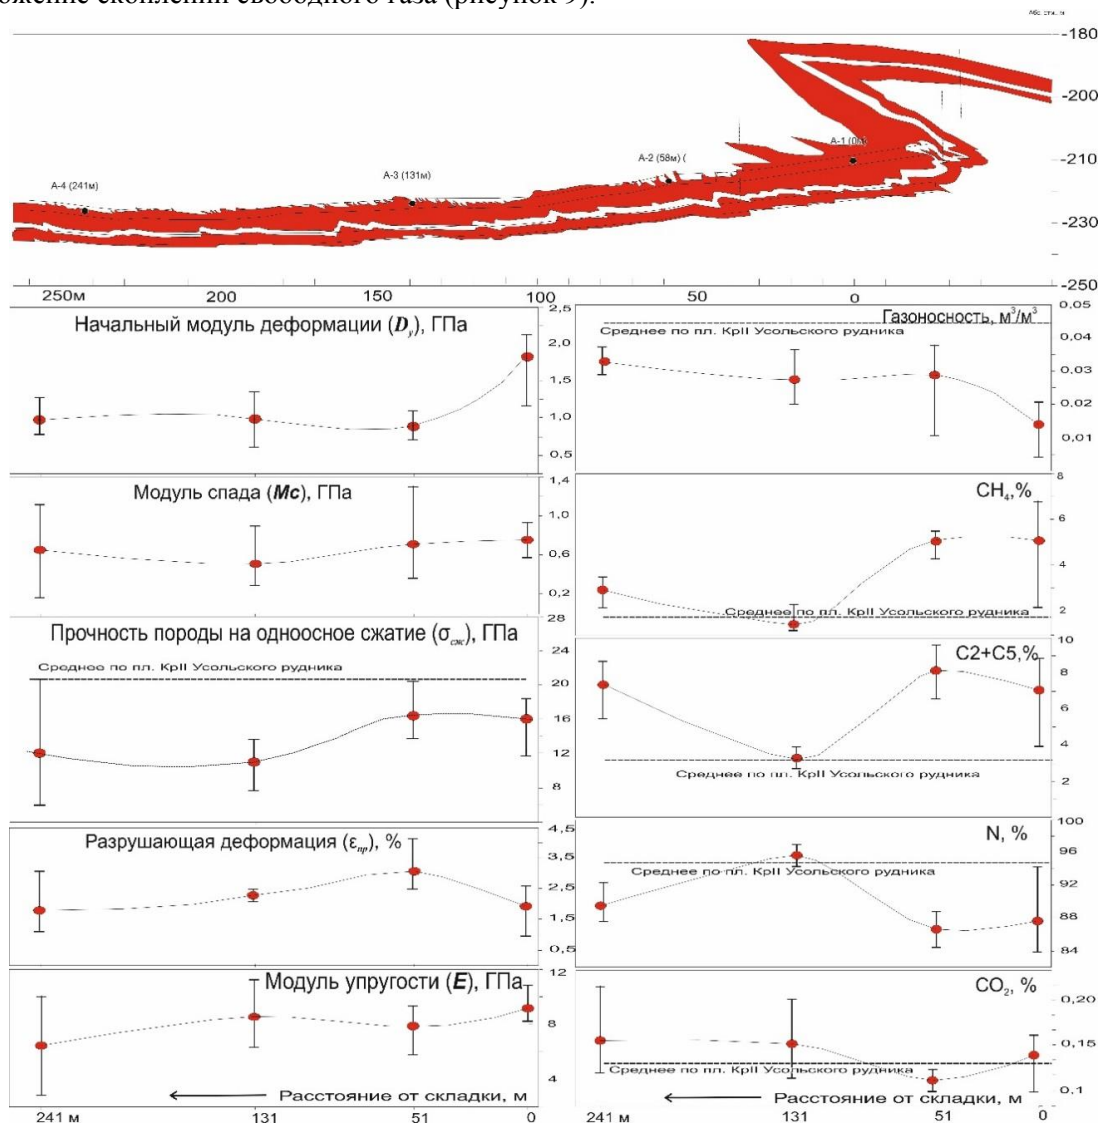 ожение скоплений свободного газа (рисунок 9).
Абс. отм. м
-180
-200
А-1 (0м)
-210
А-2 (58м) (
А-3 (131м)
А-4 (241м)
-230
-250
250м 200 150 100 50 0
Начальный модуль деформации (Dy), ГПа
2,5
2,0
1,5
1,0
0,5
Модуль спада (Mc), ГПа
1,4
1,0
0,6
0,2
Прочность породы на одноосное сжатие (σсж), ГПа
28
Среднее по пл. КрII Усольского рудника
24
20
16
12
8
Разрушающая деформация (εпр), %
4,5
3,5
2,5
1,5
0,5
Модуль упругости (E), ГПа
12
8
4
Расстояние от складки, м
241 м 131 51 0
Газоносность, м³/м³
0,05
Среднее по пл. КрII Усольского рудника
0,04
0,03
0,02
0,01
CH₄,%
8
6
4
2
Среднее по пл. КрII Усольского рудника
C2+C5,%
10
8
6
4
2
Среднее по пл. КрII Усольского рудника
N, %
100
96
92
88
84
Среднее по пл. КрII Усольского рудника
CO₂, %
0,20
0,15
0,1
Среднее по пл. КрII Усольского рудника
Расстояние от складки, м
241 м 131 51 0